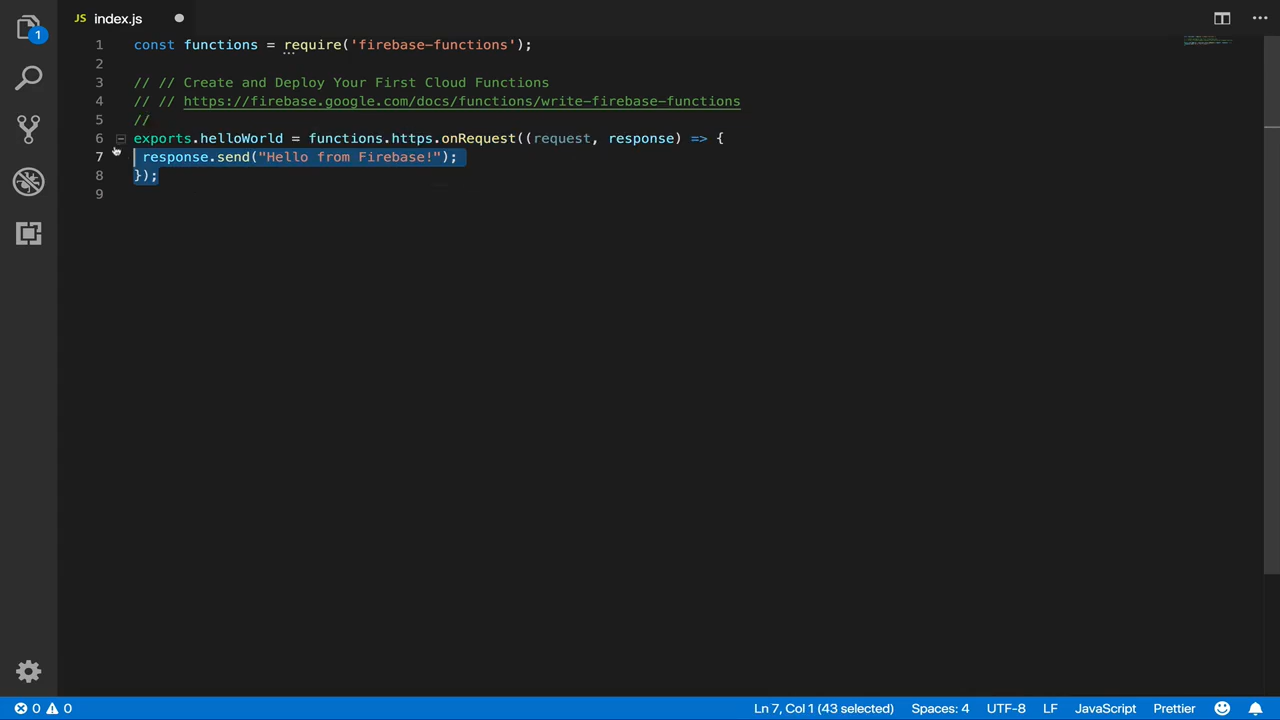 1
JS index.js
1 const functions = require('firebase-functions');
2
3 // // Create and Deploy Your First Cloud Functions
4 // // https://firebase.google.com/docs/functions/write-firebase-functions
5 //
6 exports.helloWorld = functions.https.onRequest((request, response) => {
7 response.send("Hello from Firebase!");
8 });
9
0 0 Ln 7, Col 1 (43 selected) Spaces: 4 UTF-8 LF JavaScript Prettier